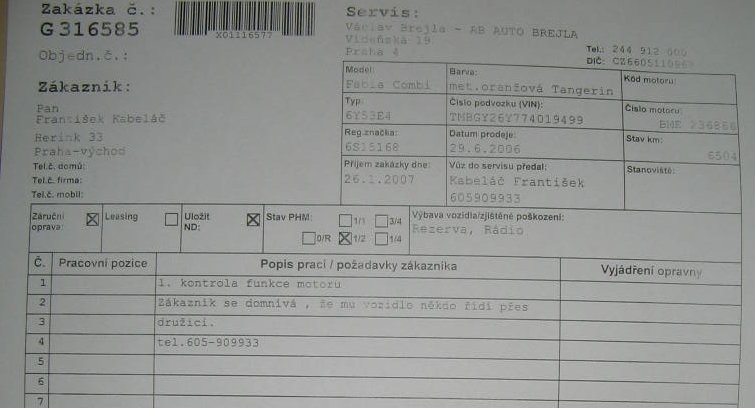 Zakázka č.:
G316585
X01116577
Objedn.č.:
Servis:
Václav Brejla - AB AUTO BREJLA
Vídeňská 19
Praha 4
Tel.: 244 912
DIČ:
Zákazník:
Pan
František Kabeláč
Herink 33
Praha-východ
Tel.č. domů:
Tel.č. firma:
Tel.č. mobil:
Model: Barva: Kód motoru:
Fabia Combi met.oranžová Tangerin
Typ: Číslo podvozku (VIN): Číslo motoru:
6Y53E4 TMBGY26Y774019499 BME 236866
Reg.značka: Datum prodeje: Stav km:
6S15168 29.6.2006 6504
Příjem zakázky dne: Vůz do servisu předal: Stanoviště:
26.1.2007 Kabeláč František
605909933
Záruční oprava: Leasing Uložit ND: Stav PHM: 1/1 3/4 Výbava vozidla/zjištěné poškození:
0/R 1/2 1/4 Rezerva, Rádio
Č. Pracovní pozice Popis prací / požadavky zákazníka Vyjádření opravny
1 1. kontrola funkce motoru
2 Zákazník se domnívá , že mu vozidlo někdo řídí přes
3 družici.
4 tel.605-909933
5
6
7